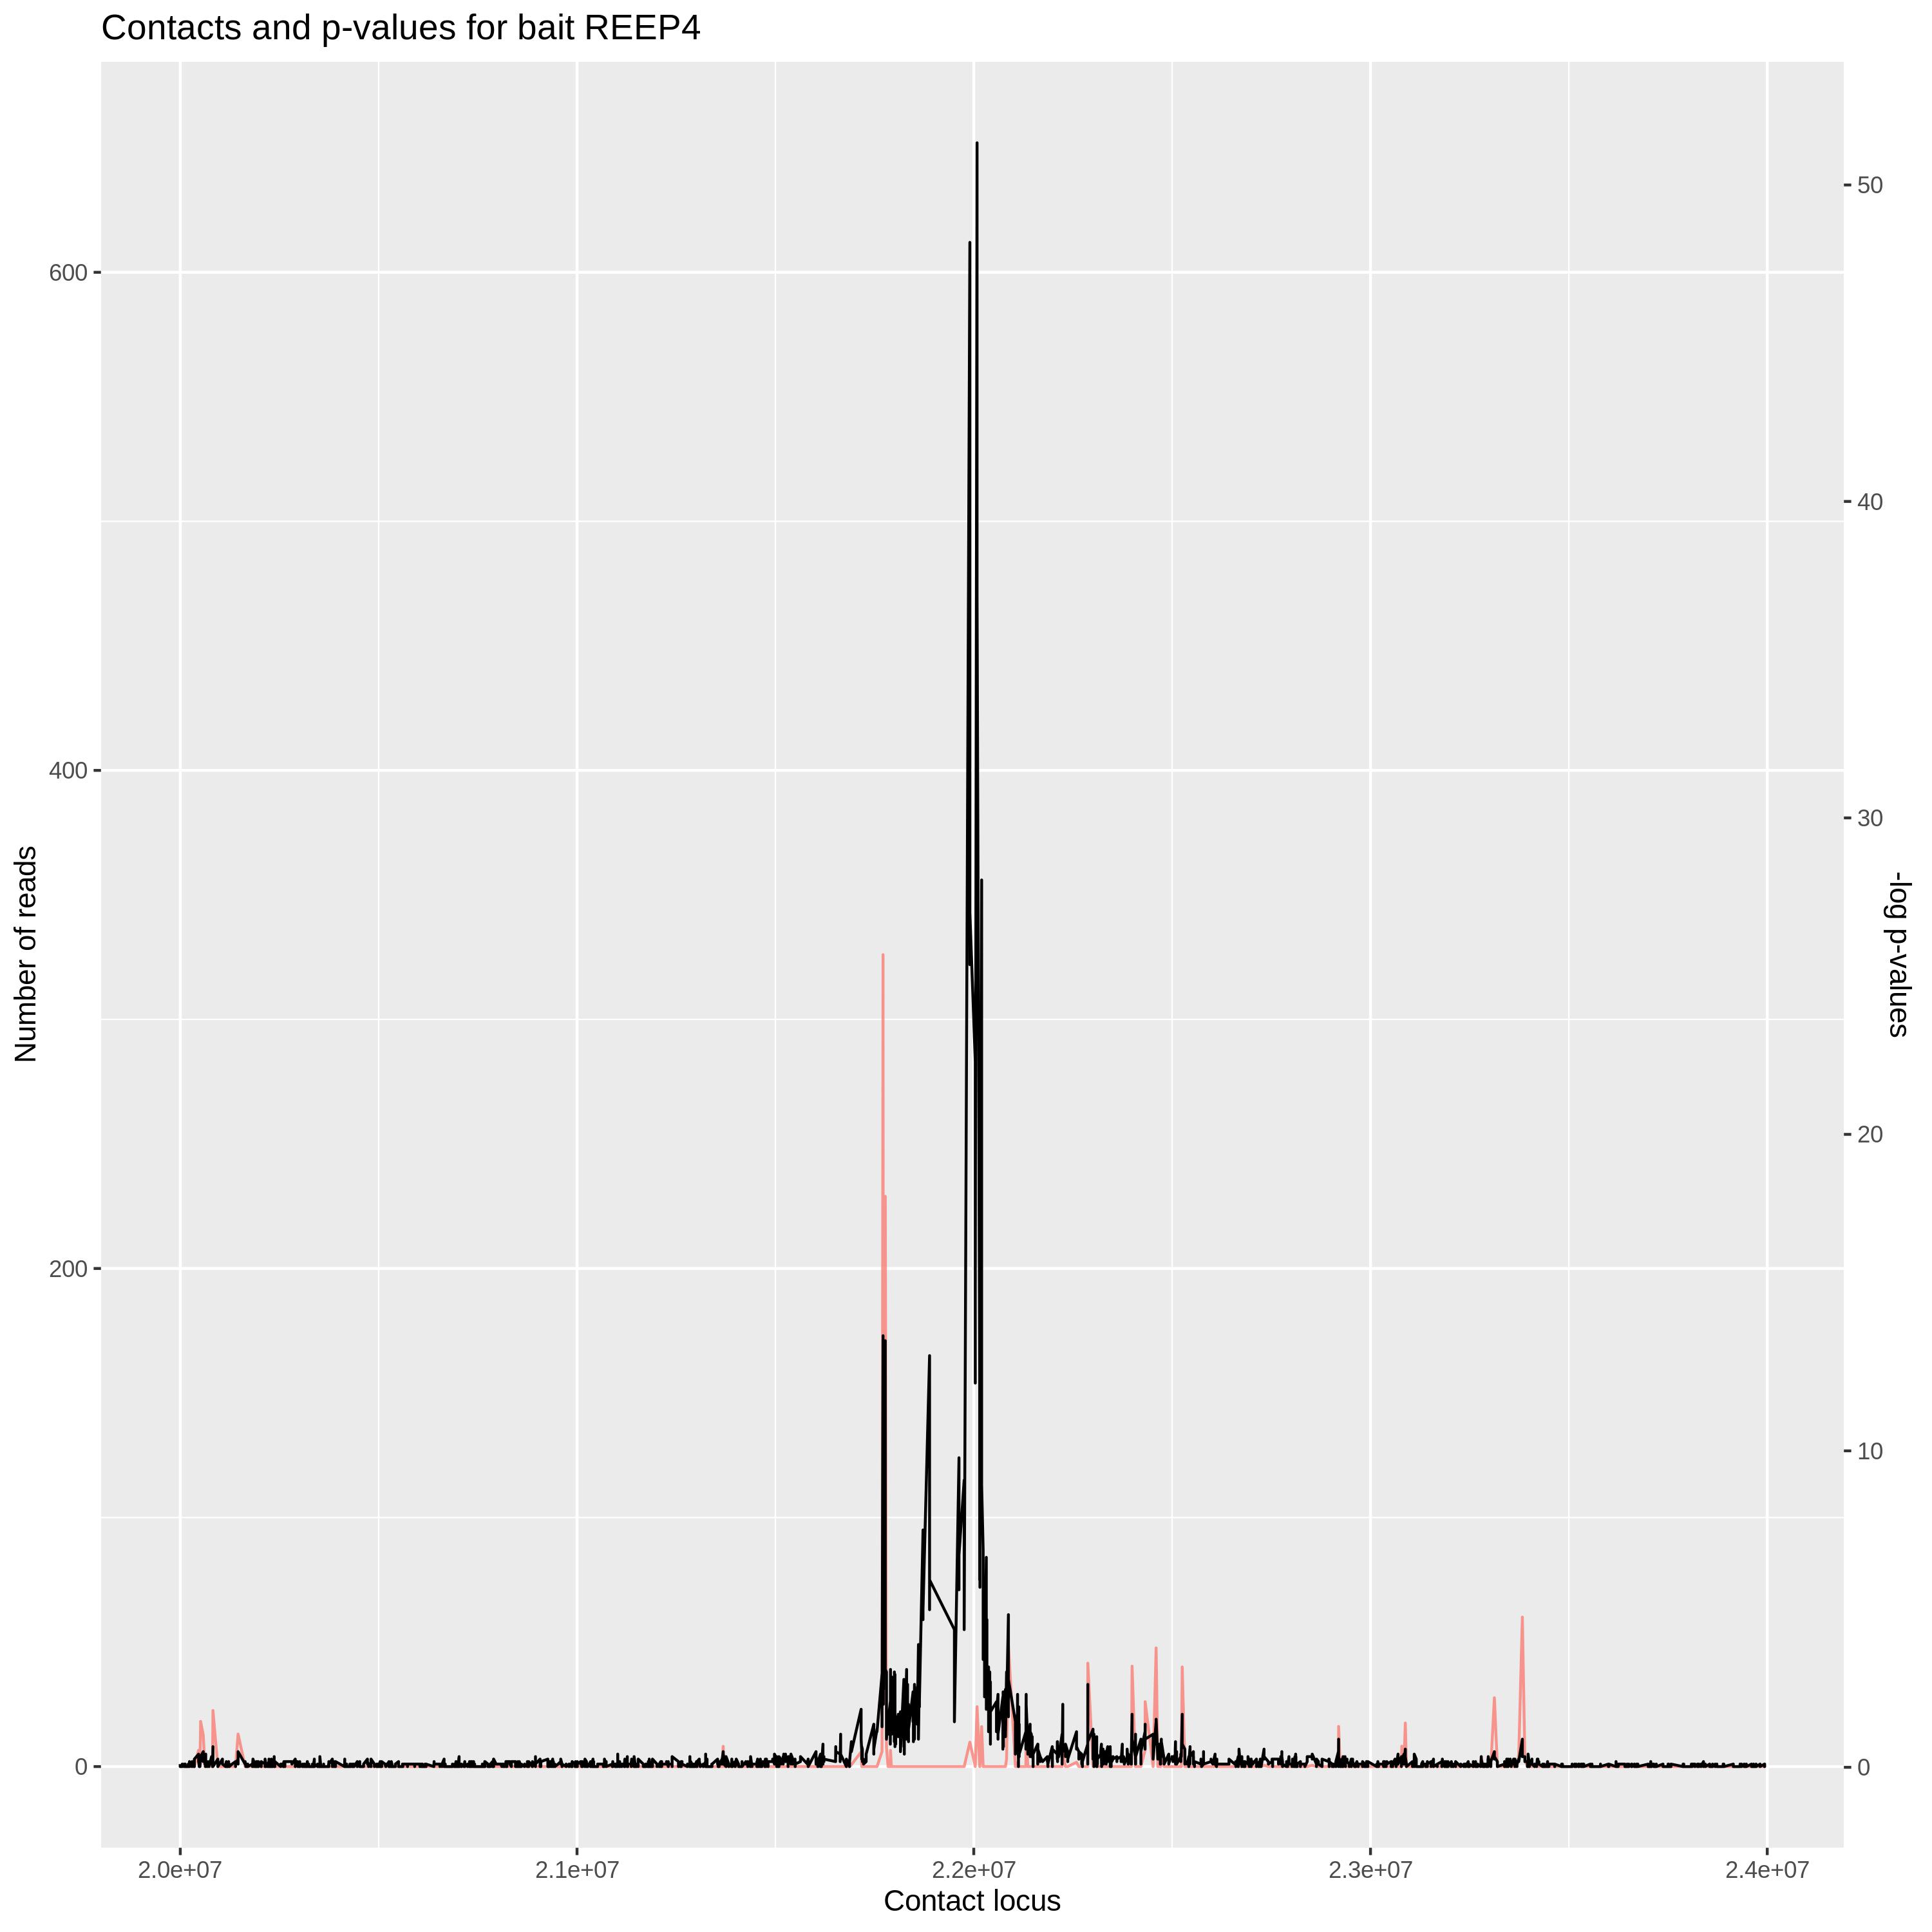 Contacts and p-values for bait REEP4
Number of reads
600
400
200
0
50
40
30
20
10
0
-log p-values
2.0e+07
2.1e+07
2.2e+07
2.3e+07
2.4e+07
Contact locus